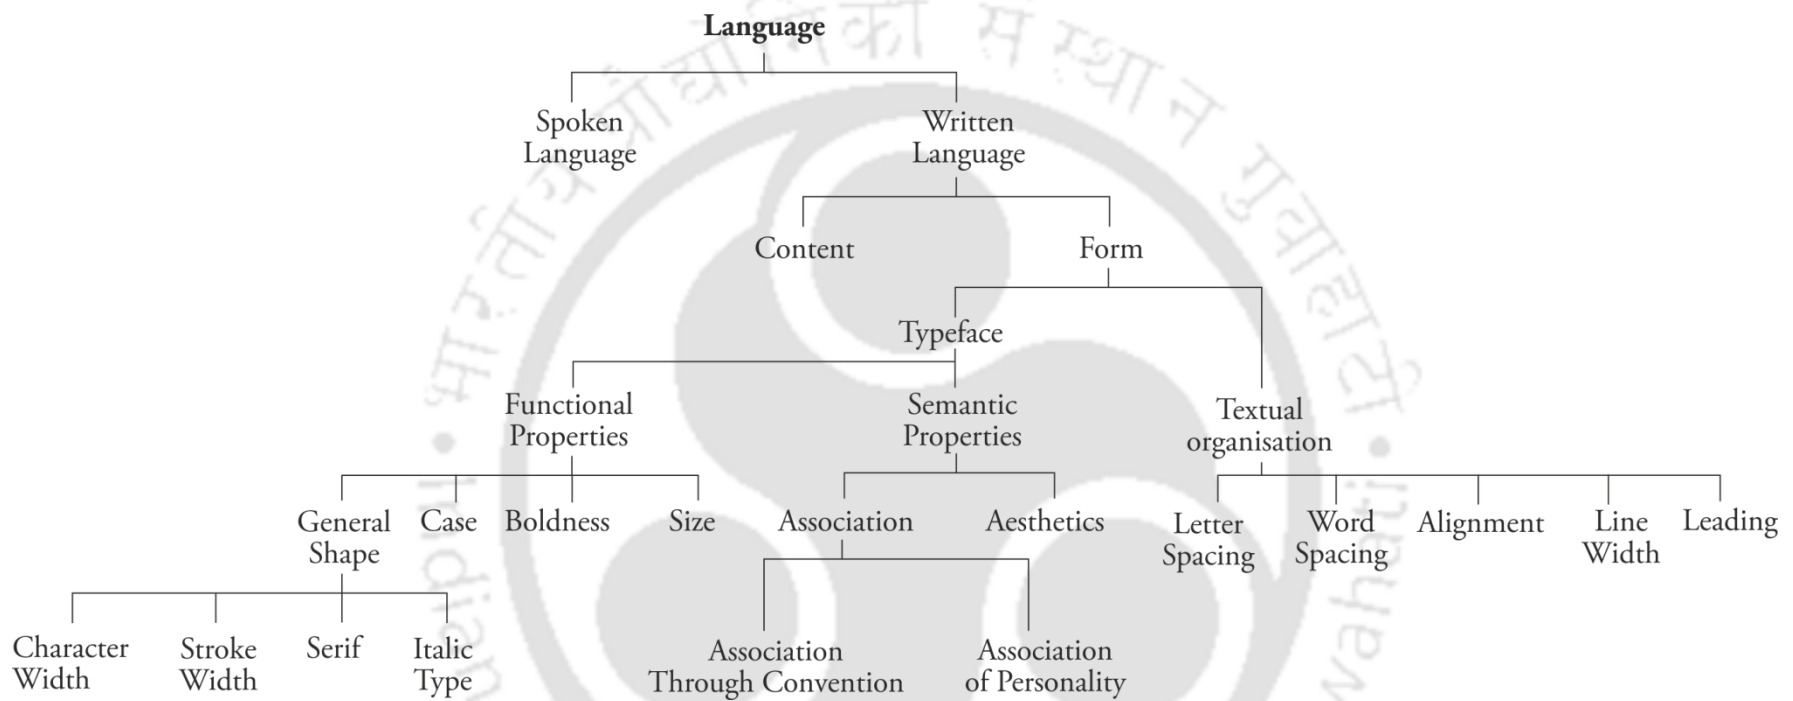 Language
Spoken
Language
Written
Language
Content
Form
Typeface
Functional
Properties
Semantic
Properties
Textual
organisation
General
Shape
Case
Boldness
Size
Association
Aesthetics
Letter
Spacing
Word
Spacing
Alignment
Line
Width
Leading
Character
Width
Stroke
Width
Serif
Italic
Type
Association
Through Convention
Association
of Personality